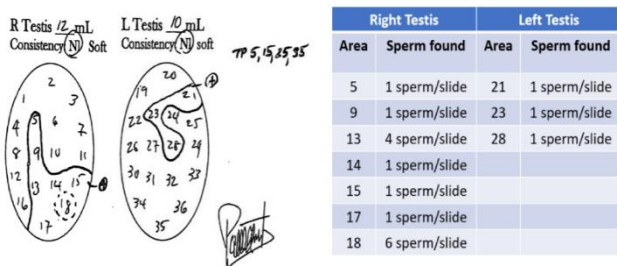 R Testis 12 mL
Consistency Nl Soft
L Testis 10 mL
Consistency Nl soft
TP 5, 15, 25, 35
2
1 3
4 5 6 7
8 9 10 11
12 13 14 15
16 18
17
20
19 21
22 23 24 25
26 27 28 29
30 31 32 33
34 36
35
Right Testis Left Testis
Area Sperm found Area Sperm found
5 1 sperm/slide 21 1 sperm/slide
9 1 sperm/slide 23 1 sperm/slide
13 4 sperm/slide 28 1 sperm/slide
14 1 sperm/slide
15 1 sperm/slide
17 1 sperm/slide
18 6 sperm/slide